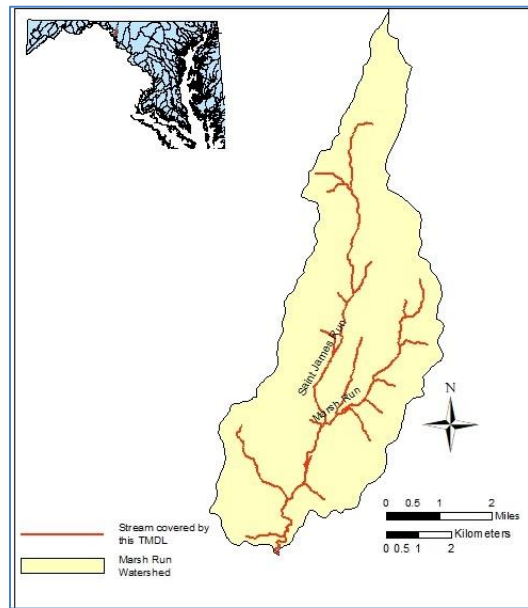 Saint James Run
Marsh Run
N
0 0.5 1 2
Miles
Kilometers
0 0.5 1 2
Stream covered by
this TMDL
Marsh Run
Watershed